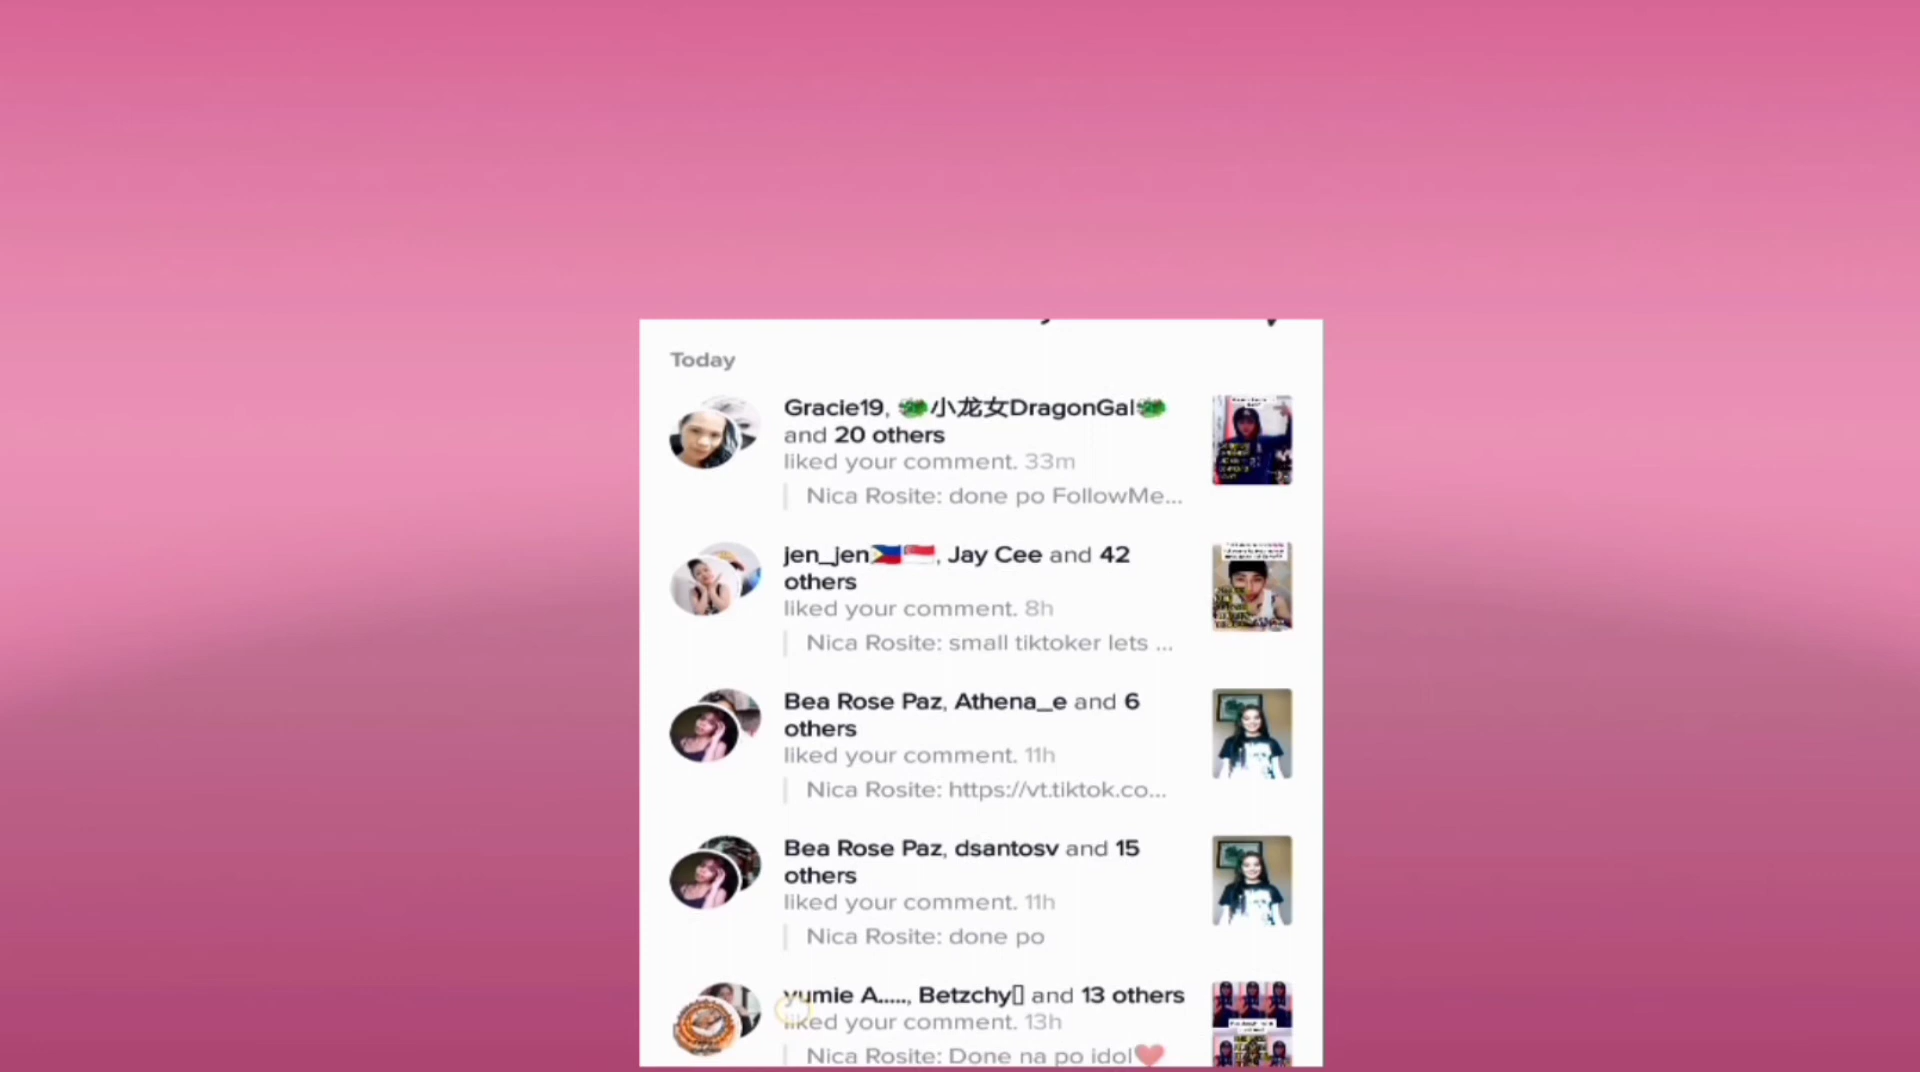 Today
Gracie19, 🐲小龙女DragonGal🐲
and 20 others
liked your comment. 33m
Nica Rosite: done po FollowMe...
jen_jen🇵🇭🇸🇬, Jay Cee and 42
others
liked your comment. 8h
Nica Rosite: small tiktoker lets ...
Bea Rose Paz, Athena_e and 6
others
liked your comment. 11h
Nica Rosite: https://vt.tiktok.co...
Bea Rose Paz, dsantosv and 15
others
liked your comment. 11h
Nica Rosite: done po
yumie A....., Betzchy▯ and 13 others
liked your comment. 13h
Nica Rosite: Done na po idol❤️